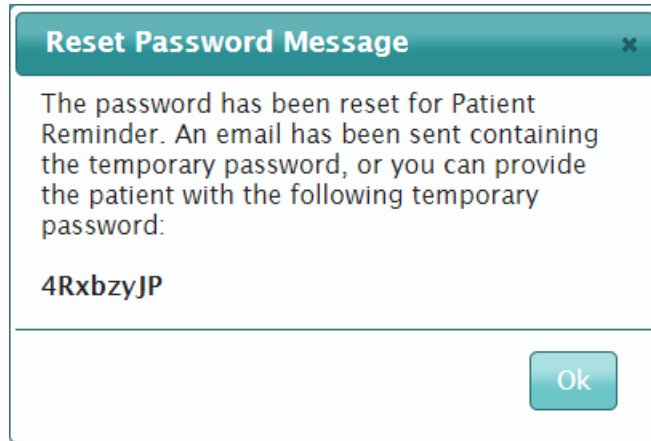 Reset Password Message
The password has been reset for Patient
Reminder. An email has been sent containing
the temporary password, or you can provide
the patient with the following temporary
password:
4RxbzyJP
Ok